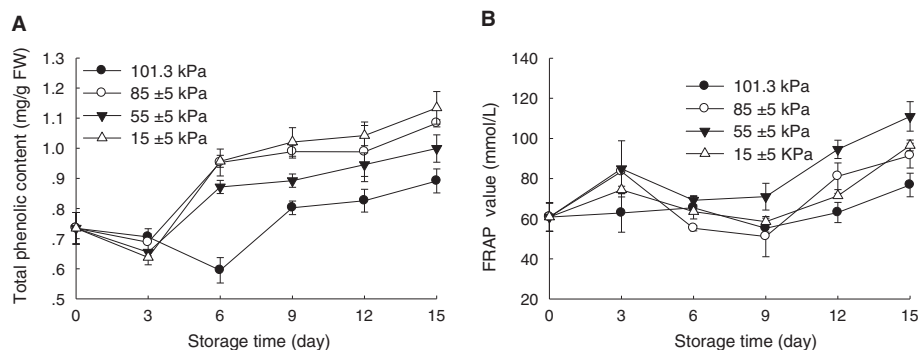 A
Total phenolic content (mg/g FW)
1.3
1.2
1.1
1.0
.9
.8
.7
.6
.5
101.3 kPa
85 ±5 kPa
55 ±5 kPa
15 ±5 kPa
0 3 6 9 12 15
Storage time (day)
B
FRAP value (mmol/L)
140
120
100
80
60
40
20
101.3 kPa
85 ±5 kPa
55 ±5 kPa
15 ±5 KPa
0 3 6 9 12 15
Storage time (day)